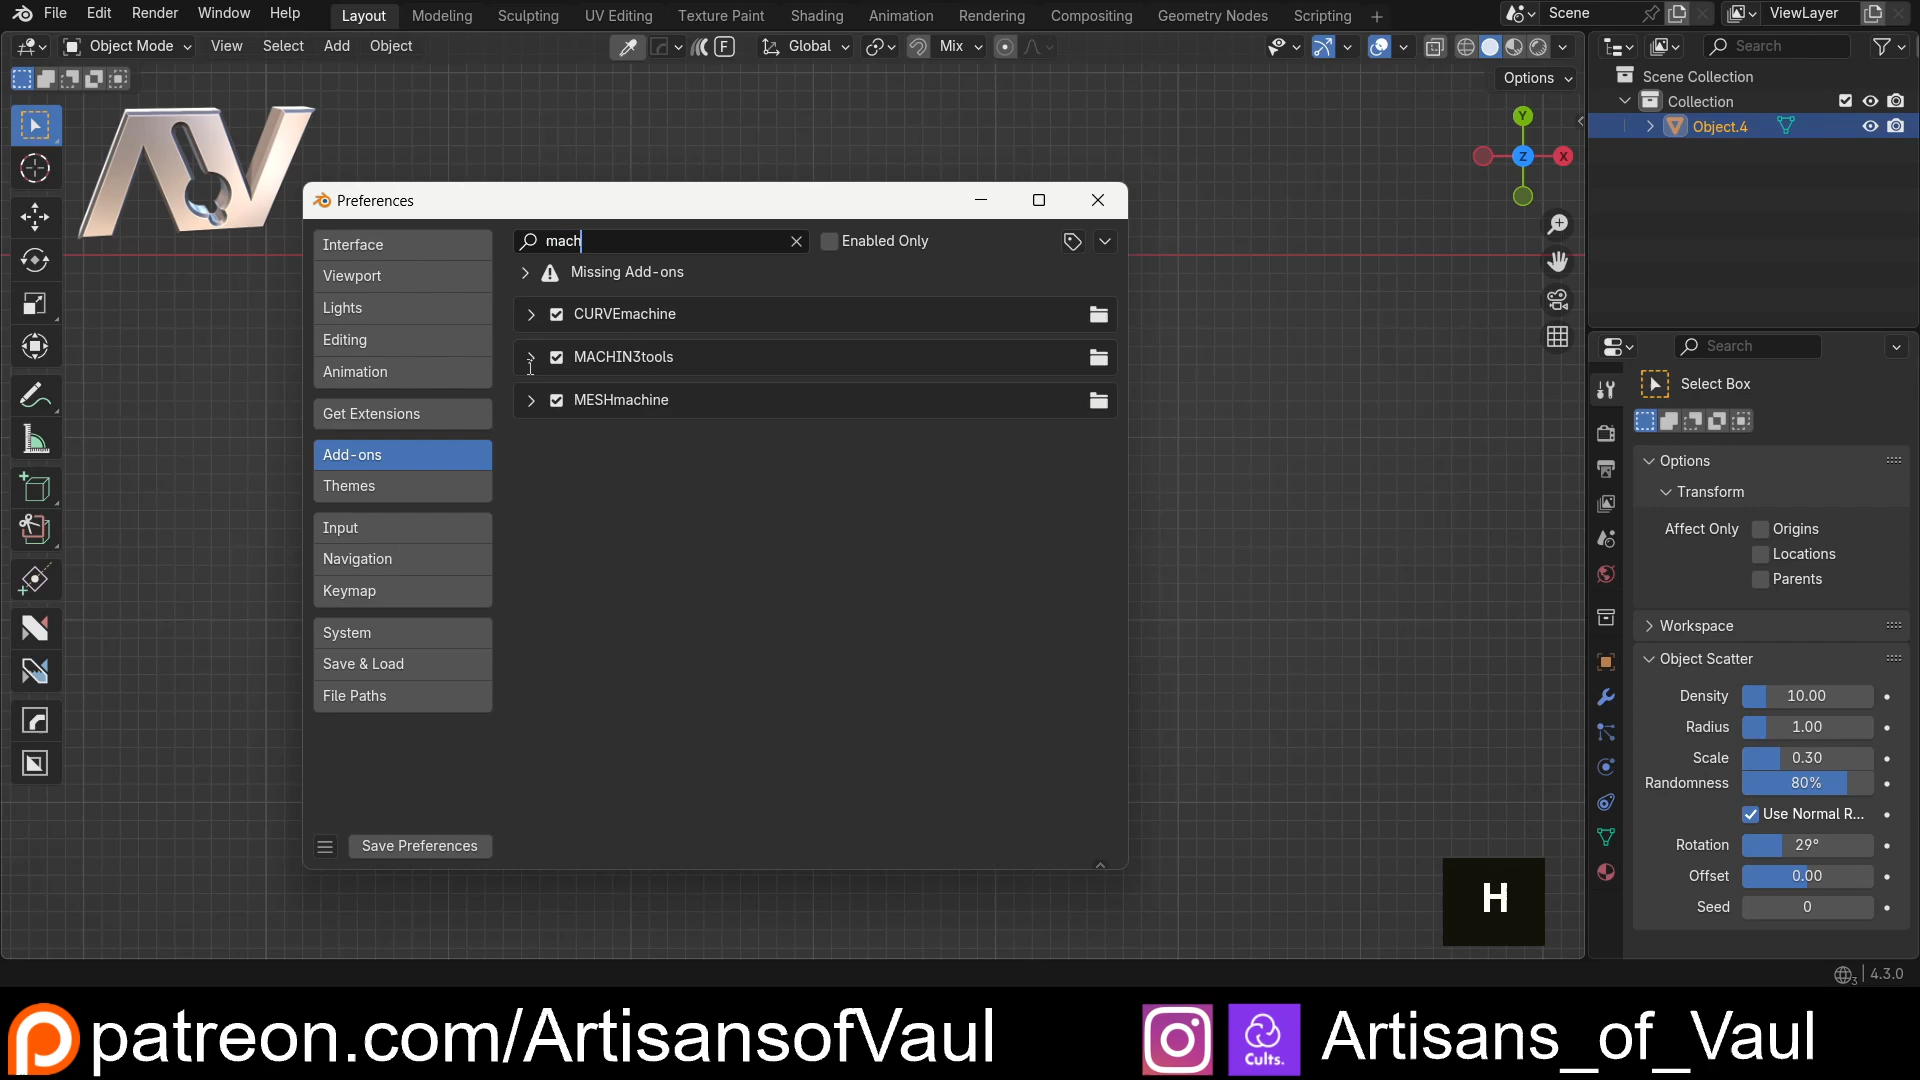 File Edit Render Window Help Layout Modeling Sculpting UV Editing Texture Paint Shading Animation Rendering Compositing Geometry Nodes Scripting + Scene ViewLayer
Object Mode View Select Add Object F Global Mix Search
Options
Scene Collection
Collection
Object.4
Y
Z X
Preferences
mach Enabled Only
Missing Add-ons
CURVEmachine
MACHIN3tools
MESHmachine
Interface
Viewport
Lights
Editing
Animation
Get Extensions
Add-ons
Themes
Input
Navigation
Keymap
System
Save & Load
File Paths
Save Preferences
Search
Select Box
Options
Transform
Affect Only Origins
Locations
Parents
Workspace
Object Scatter
Density 10.00
Radius 1.00
Scale 0.30
Randomness 80%
Use Normal R...
Rotation 29°
Offset 0.00
Seed 0
H
3 4.3.0
patreon.com/ArtisansofVaul Cults. Artisans_of_Vaul